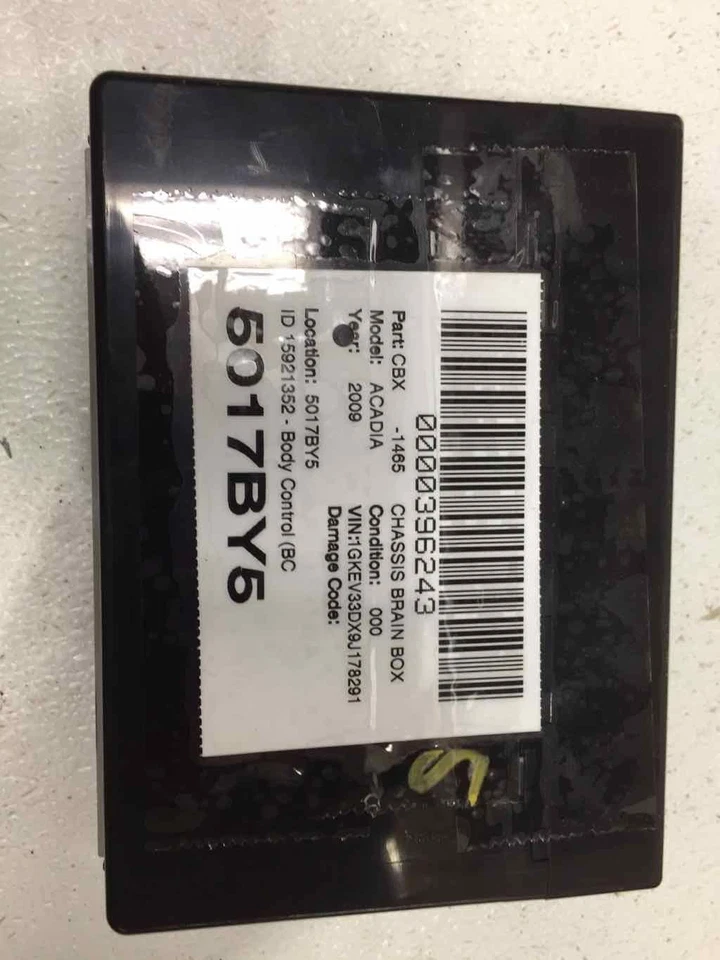 0000396243
Part: CBX -1465 CHASSIS BRAIN BOX
Model: ACADIA Condition: 000
Year: 2009 VIN:1GKEV33DX9J178291
Damage Code:
Location: 5017BY5
ID 15921352 - Body Control (BC
5017BY5